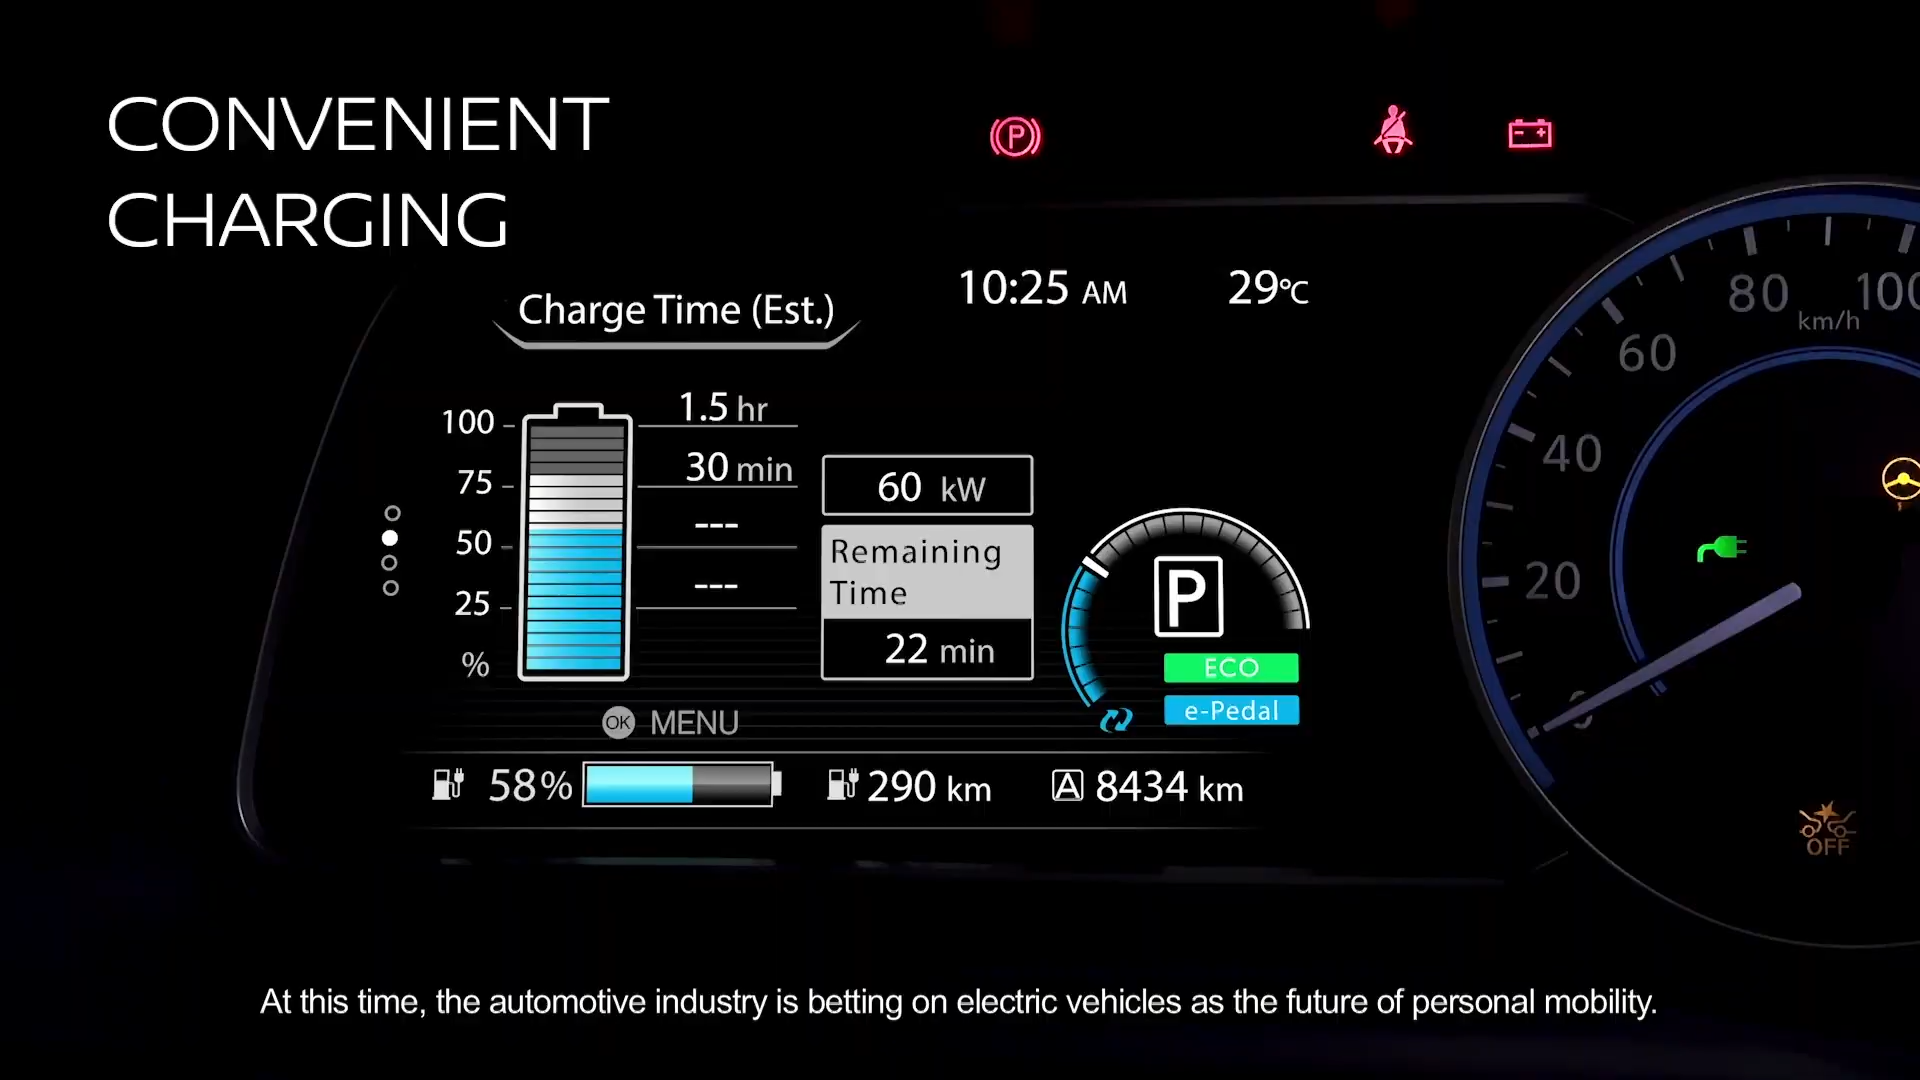 CONVENIENT
CHARGING
P
10:25 AM
29°C
Charge Time (Est.)
100
75
50
25
%
1.5 hr
30 min
---
---
60 kW
Remaining
Time
22 min
P
ECO
e-Pedal
OK MENU
58%
290 km
A 8434 km
0
20
40
60
80
100
km/h
OFF
At this time, the automotive industry is betting on electric vehicles as the future of personal mobility.